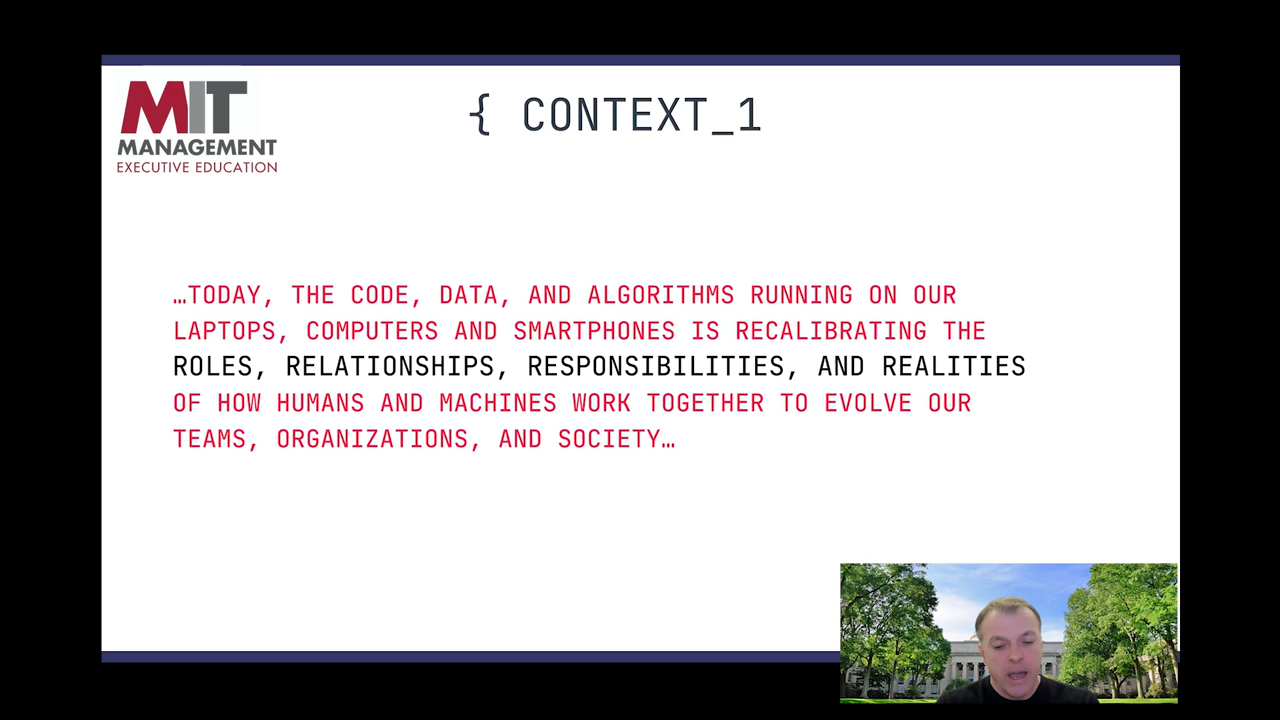 MIT
MANAGEMENT
EXECUTIVE EDUCATION
{ CONTEXT_1
…TODAY, THE CODE, DATA, AND ALGORITHMS RUNNING ON OUR
LAPTOPS, COMPUTERS AND SMARTPHONES IS RECALIBRATING THE
ROLES, RELATIONSHIPS, RESPONSIBILITIES, AND REALITIES
OF HOW HUMANS AND MACHINES WORK TOGETHER TO EVOLVE OUR
TEAMS, ORGANIZATIONS, AND SOCIETY…